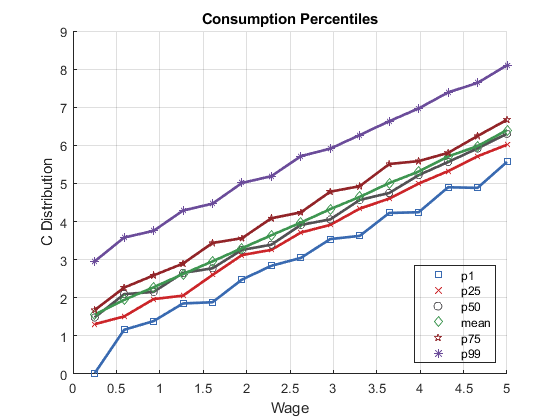 Consumption Percentiles
9
8
7
6
5
4
3
2
1
0
C Distribution
p1
p25
p50
mean
p75
p99
0 0.5 1 1.5 2 2.5 3 3.5 4 4.5 5
Wage